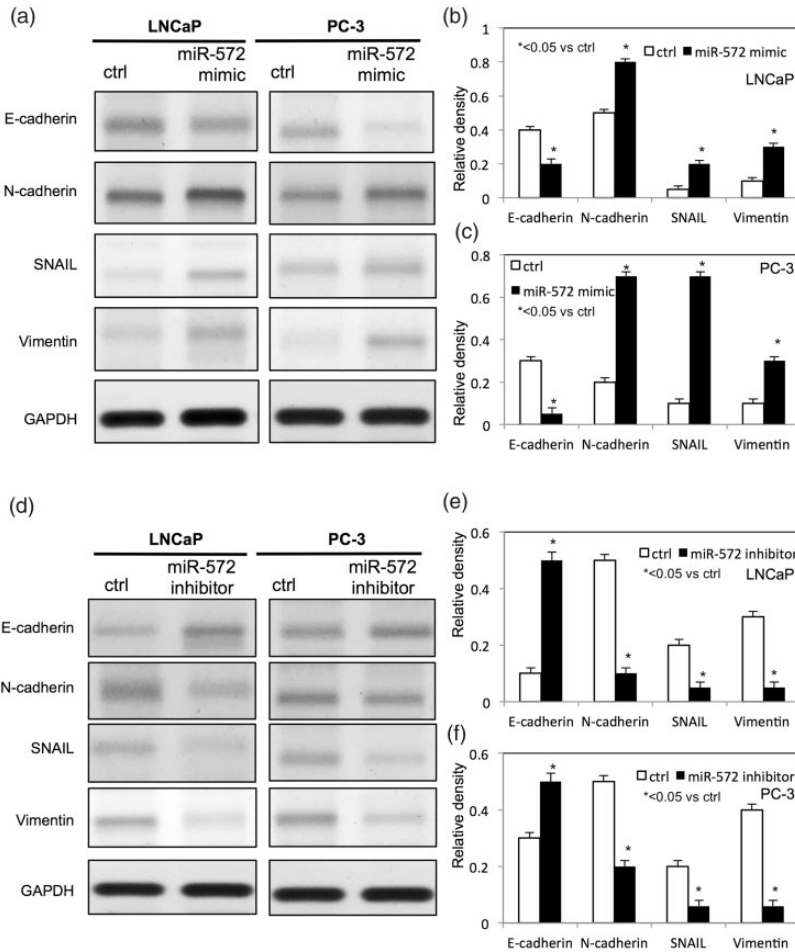 (a)
LNCaP PC-3
ctrl miR-572 mimic ctrl miR-572 mimic
E-cadherin
N-cadherin
SNAIL
Vimentin
GAPDH
(b)
*<0.05 vs ctrl ctrl miR-572 mimic
LNCaP
Relative density
1
0.8
0.6
0.4
0.2
0
E-cadherin N-cadherin SNAIL Vimentin
(c)
ctrl PC-3
miR-572 mimic
*<0.05 vs ctrl
Relative density
0.8
0.6
0.4
0.2
0
E-cadherin N-cadherin SNAIL Vimentin
(d)
LNCaP PC-3
ctrl miR-572 inhibitor ctrl miR-572 inhibitor
E-cadherin
N-cadherin
SNAIL
Vimentin
GAPDH
(e)
ctrl miR-572 inhibitor
*<0.05 vs ctrl LNCaP
Relative density
0.6
0.4
0.2
0
E-cadherin N-cadherin SNAIL Vimentin
(f)
ctrl miR-572 inhibitor
*<0.05 vs ctrl PC-3
Relative density
0.6
0.4
0.2
0
E-cadherin N-cadherin SNAIL Vimentin